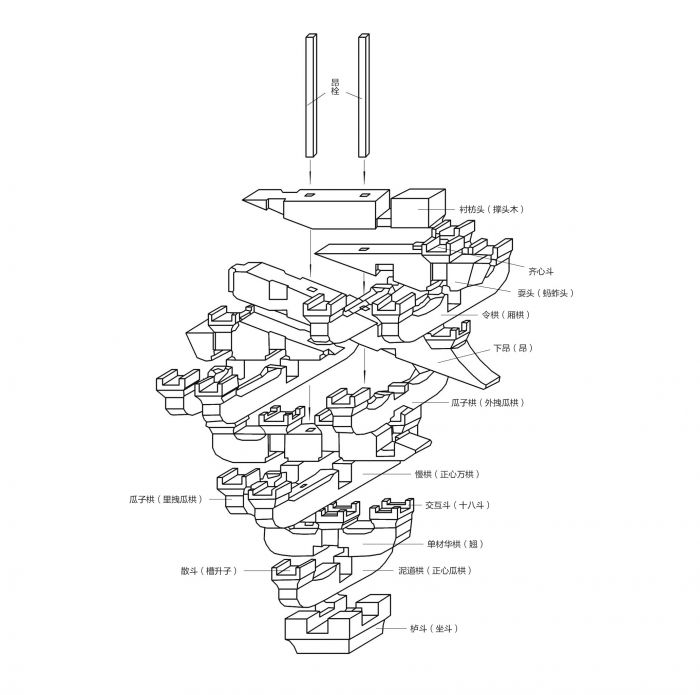 昂
栓
衬枋头（撑头木）
齐心斗
耍头（蚂蚱头）
令栱（厢栱）
下昂（昂）
瓜子栱（外拽瓜栱）
慢栱（正心万栱）
瓜子栱（里拽瓜栱）
交互斗（十八斗）
单材华栱（翘）
散斗（槽升子）
泥道栱（正心瓜栱）
栌斗（坐斗）